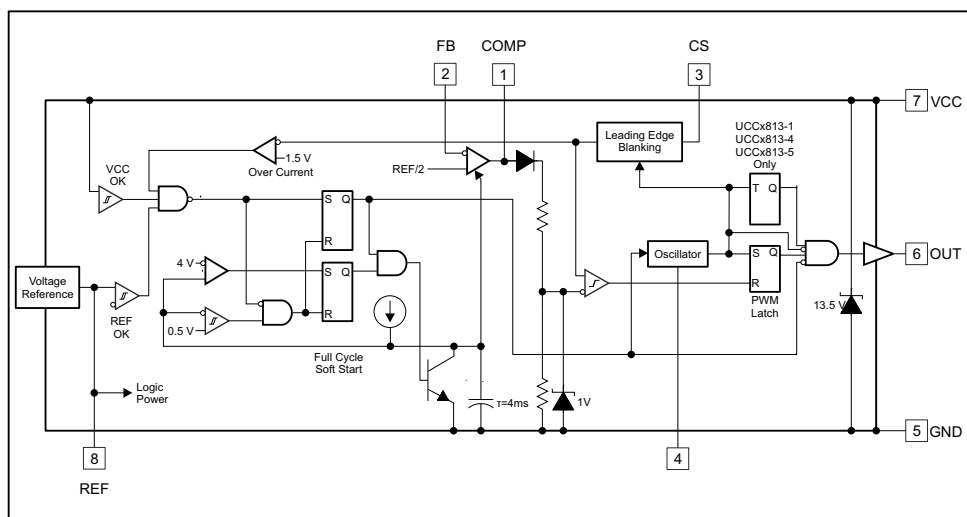 FB
COMP
CS
2
1
3
7
VCC
UCCx813-1
UCCx813-4
UCCx813-5
Only
Leading Edge
Blanking
1.5 V
Over Current
REF/2
VCC
OK
T Q
S Q
R
4 V
S Q
R
Oscillator
S Q
R
PWM
Latch
6
OUT
Voltage
Reference
REF
OK
0.5 V
13.5 V
Full Cycle
Soft Start
Logic
Power
τ=4ms
1V
5
GND
8
4
REF